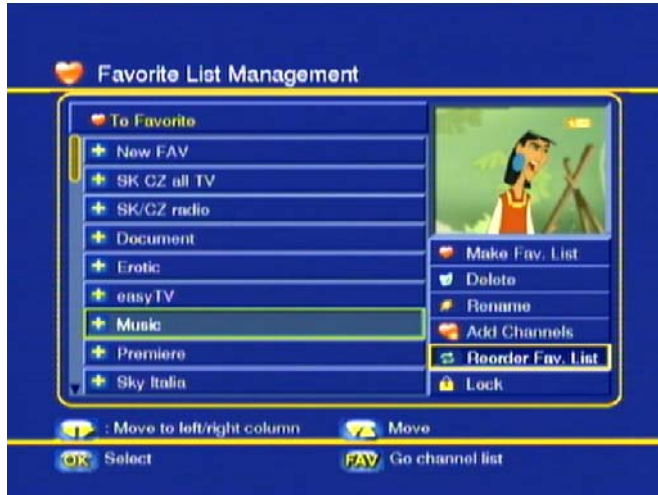 Favorite List Management
To Favorite
New FAV
SK CZ all TV
SK/CZ radio
Document
Erotic
easyTV
Music
Premiere
Sky Italia
Make Fav. List
Delete
Rename
Add Channels
Reorder Fav. List
Lock
: Move to left/right column
Move
OK Select
FAV Go channel list